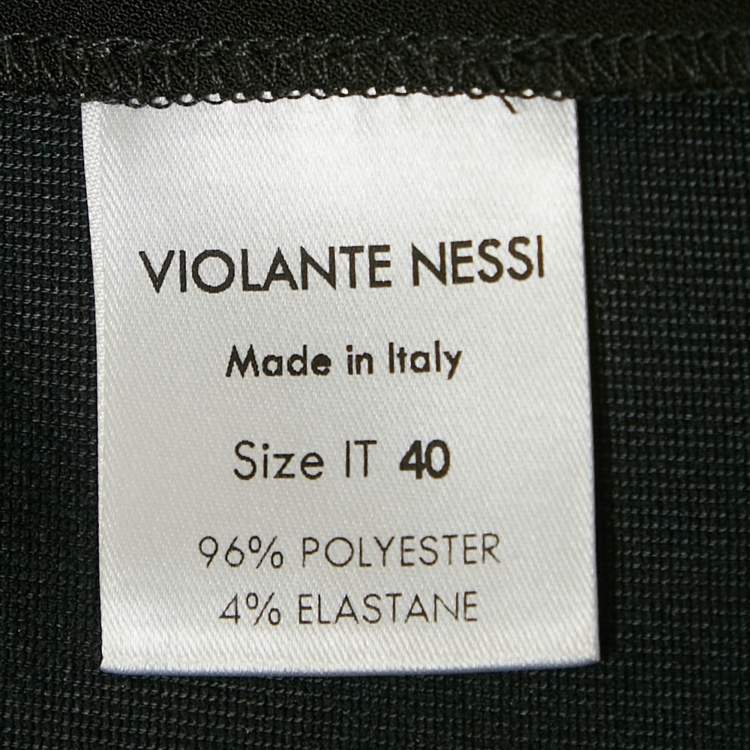 VIOLANTE NESSI
Made in Italy
Size IT 40
96% POLYESTER
4% ELASTANE